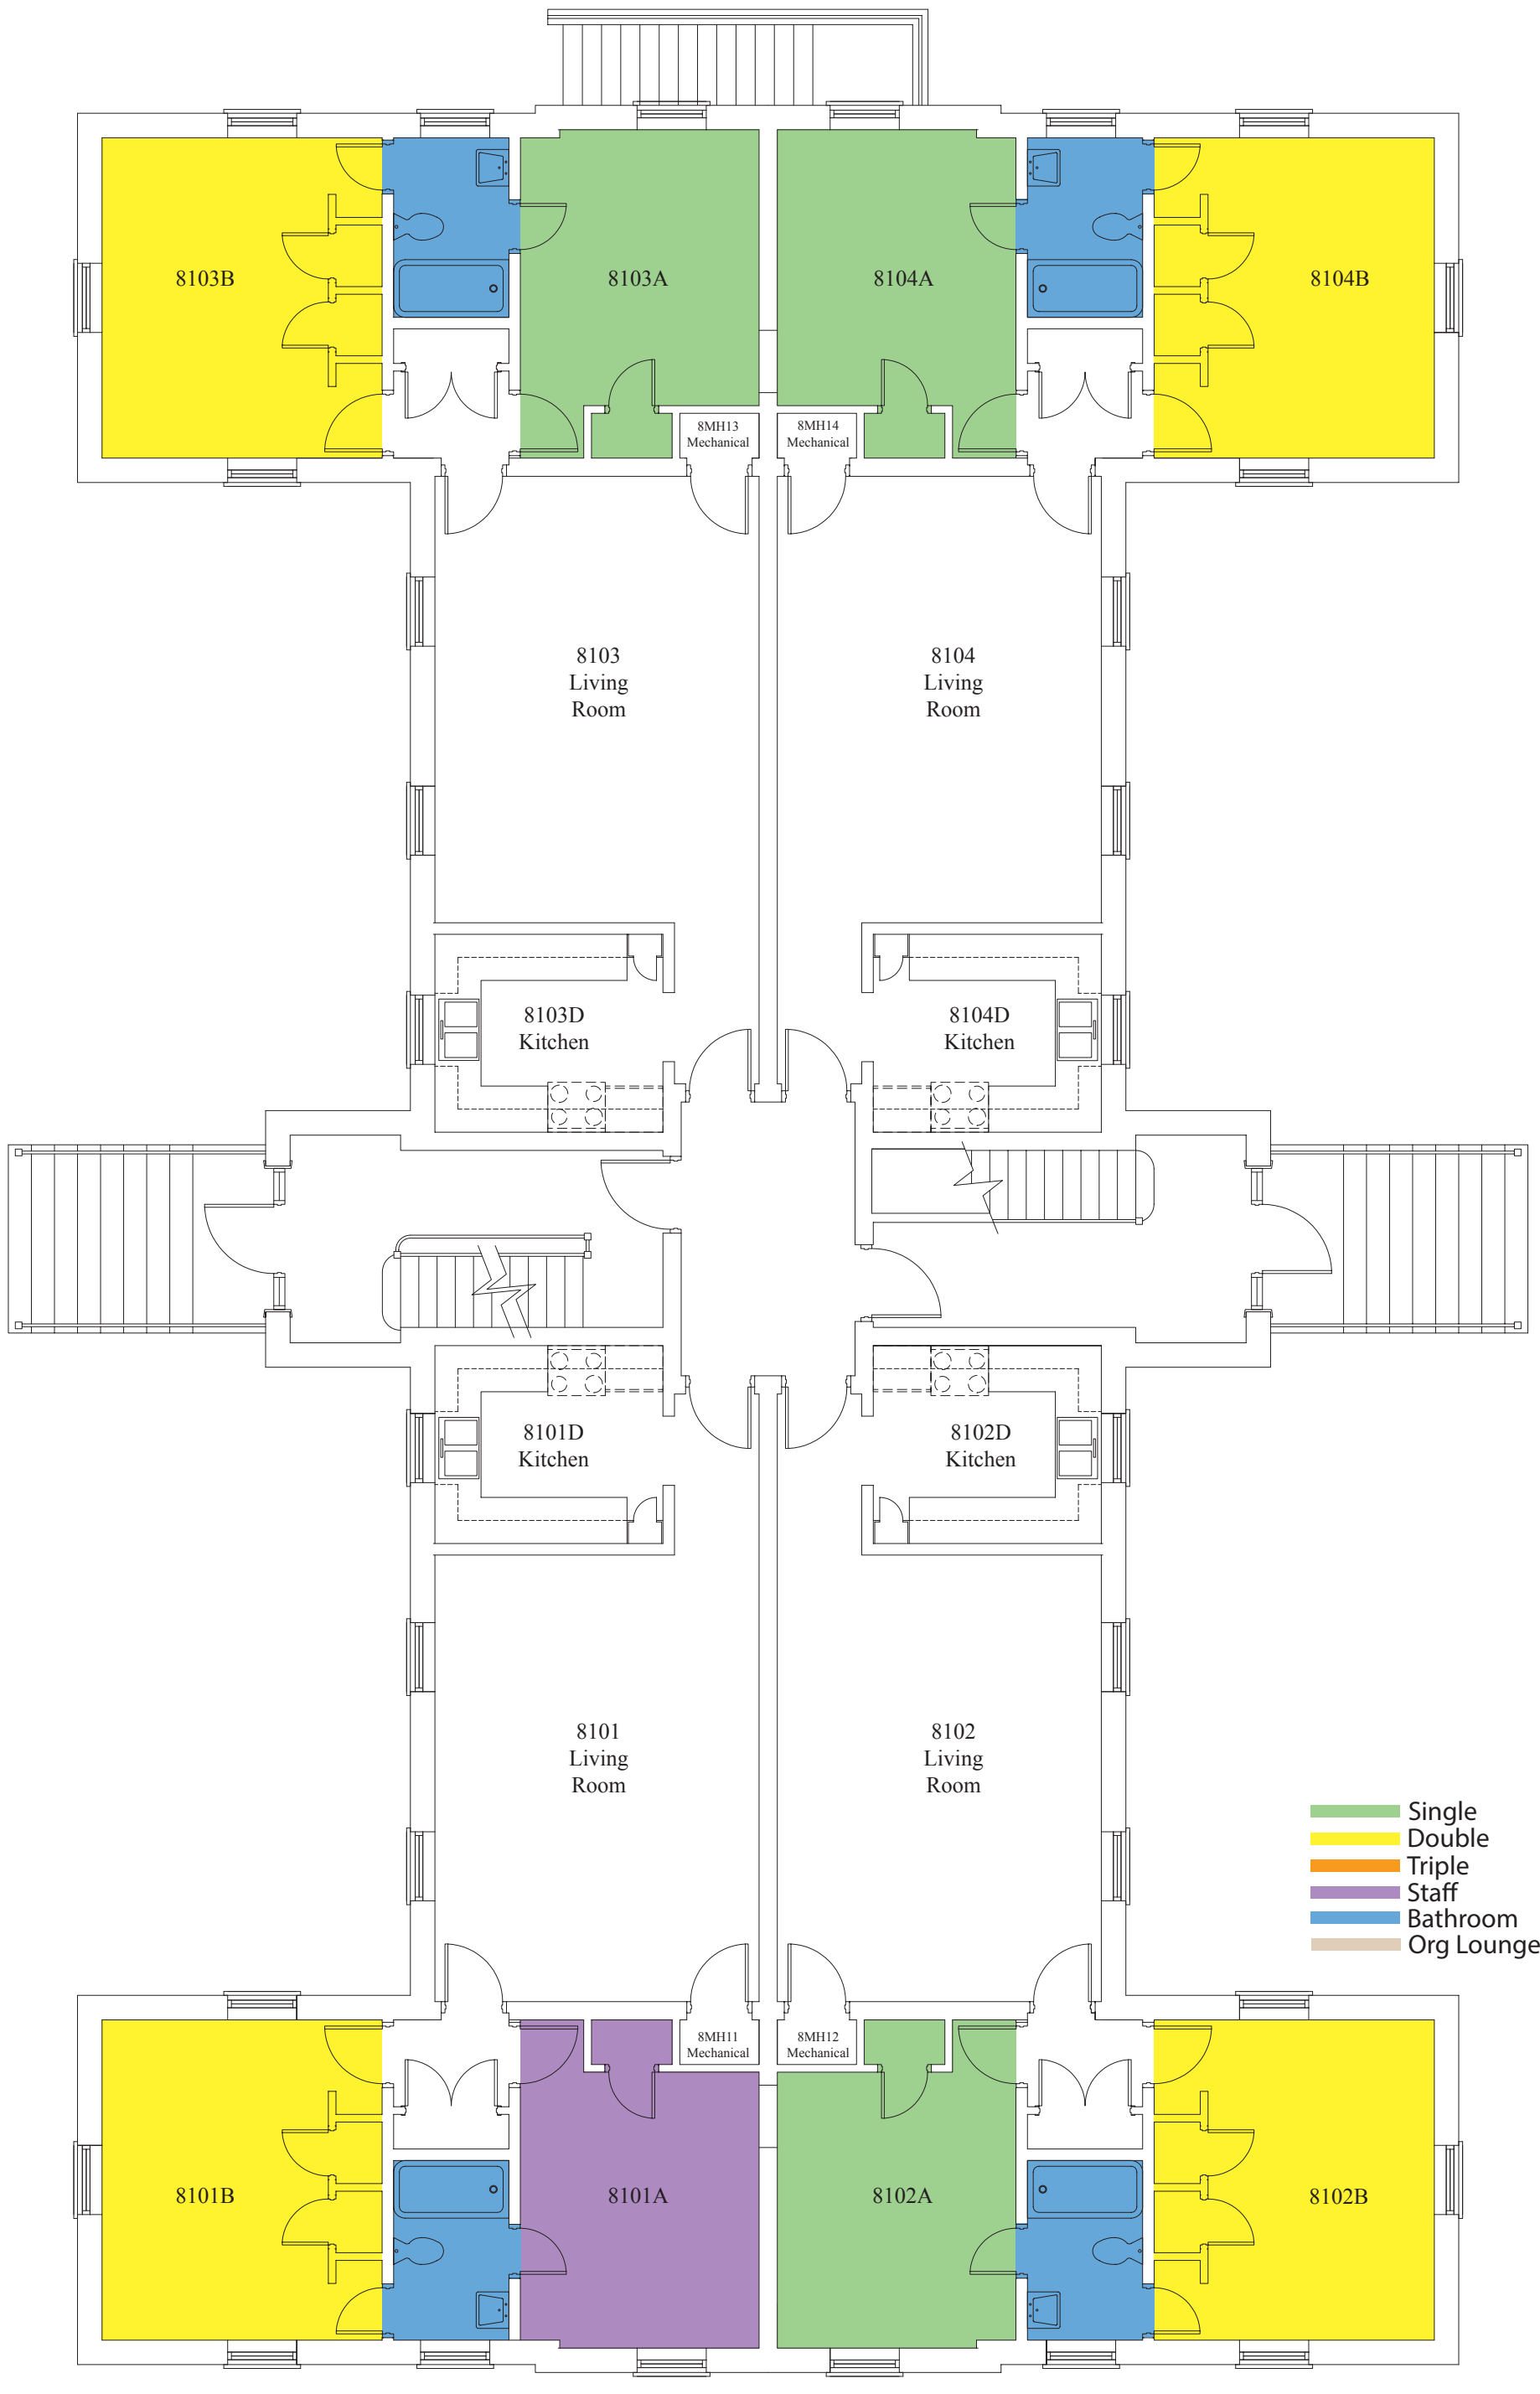 8103B
8103A
8104A
8104B
8MH13
Mechanical
8MH14
Mechanical
8103
Living
Room
8104
Living
Room
8103D
Kitchen
8104D
Kitchen
8101D
Kitchen
8102D
Kitchen
8101
Living
Room
8102
Living
Room
Single
Double
Triple
Staff
Bathroom
Org Lounge
8MH11
Mechanical
8MH12
Mechanical
8101B
8101A
8102A
8102B